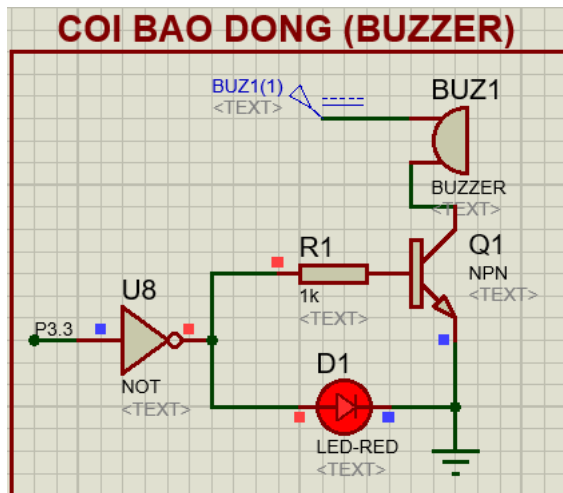 COI BAO DONG (BUZZER)
BUZ1(1)
<TEXT>
BUZ1
BUZZER
<TEXT>
R1
1k
<TEXT>
Q1
NPN
<TEXT>
U8
P3.3
NOT
<TEXT>
D1
LED-RED
<TEXT>